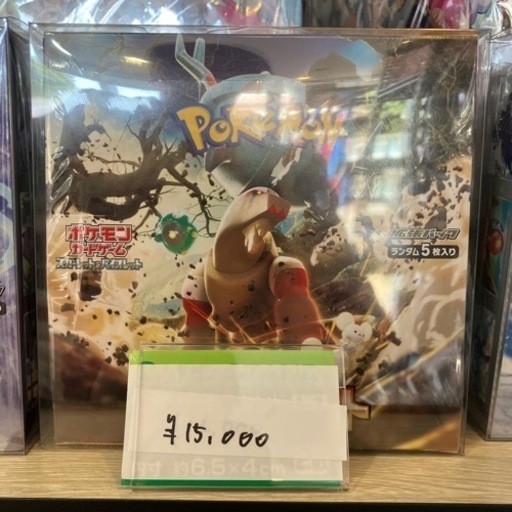 POKÉMON
ポケモン
カードゲーム
スカーレット&バイオレット
拡張パック
ランダム5枚入り
¥15,000
約6.5×4cm